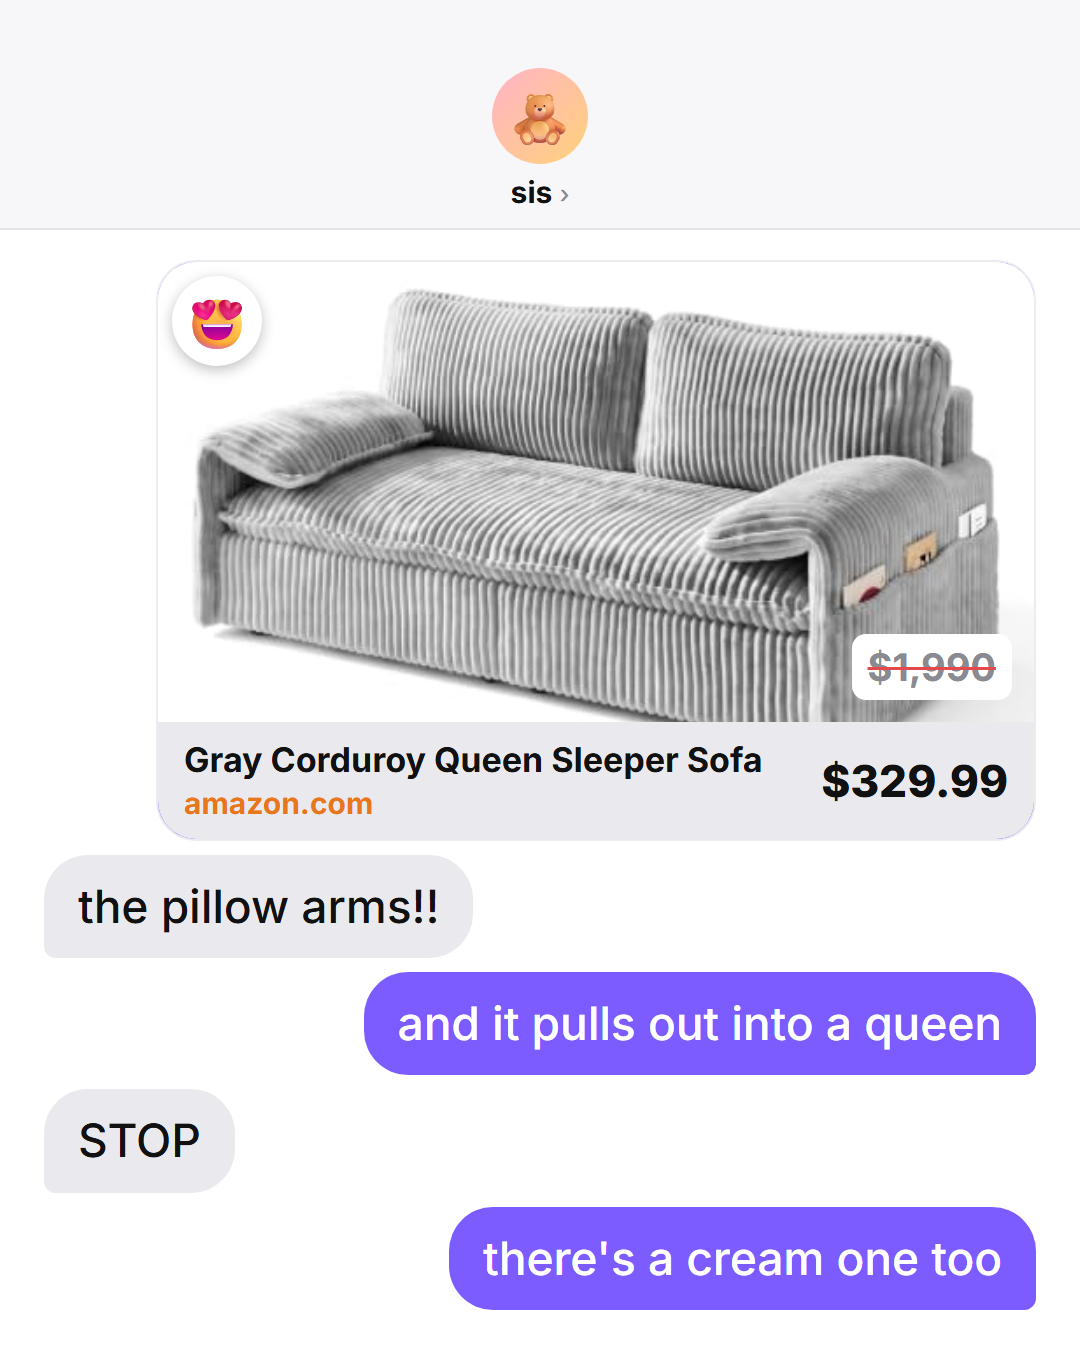 sis ›
$1,990
Gray Corduroy Queen Sleeper Sofa
$329.99
amazon.com
the pillow arms!!
and it pulls out into a queen
STOP
there's a cream one too